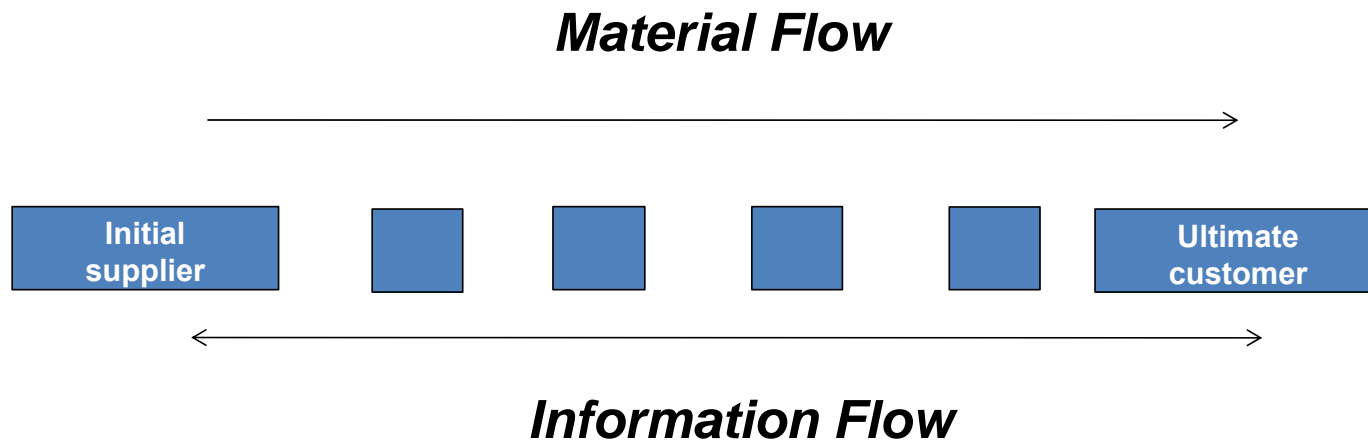 Material Flow
Initial
supplier
Ultimate
customer
Information Flow